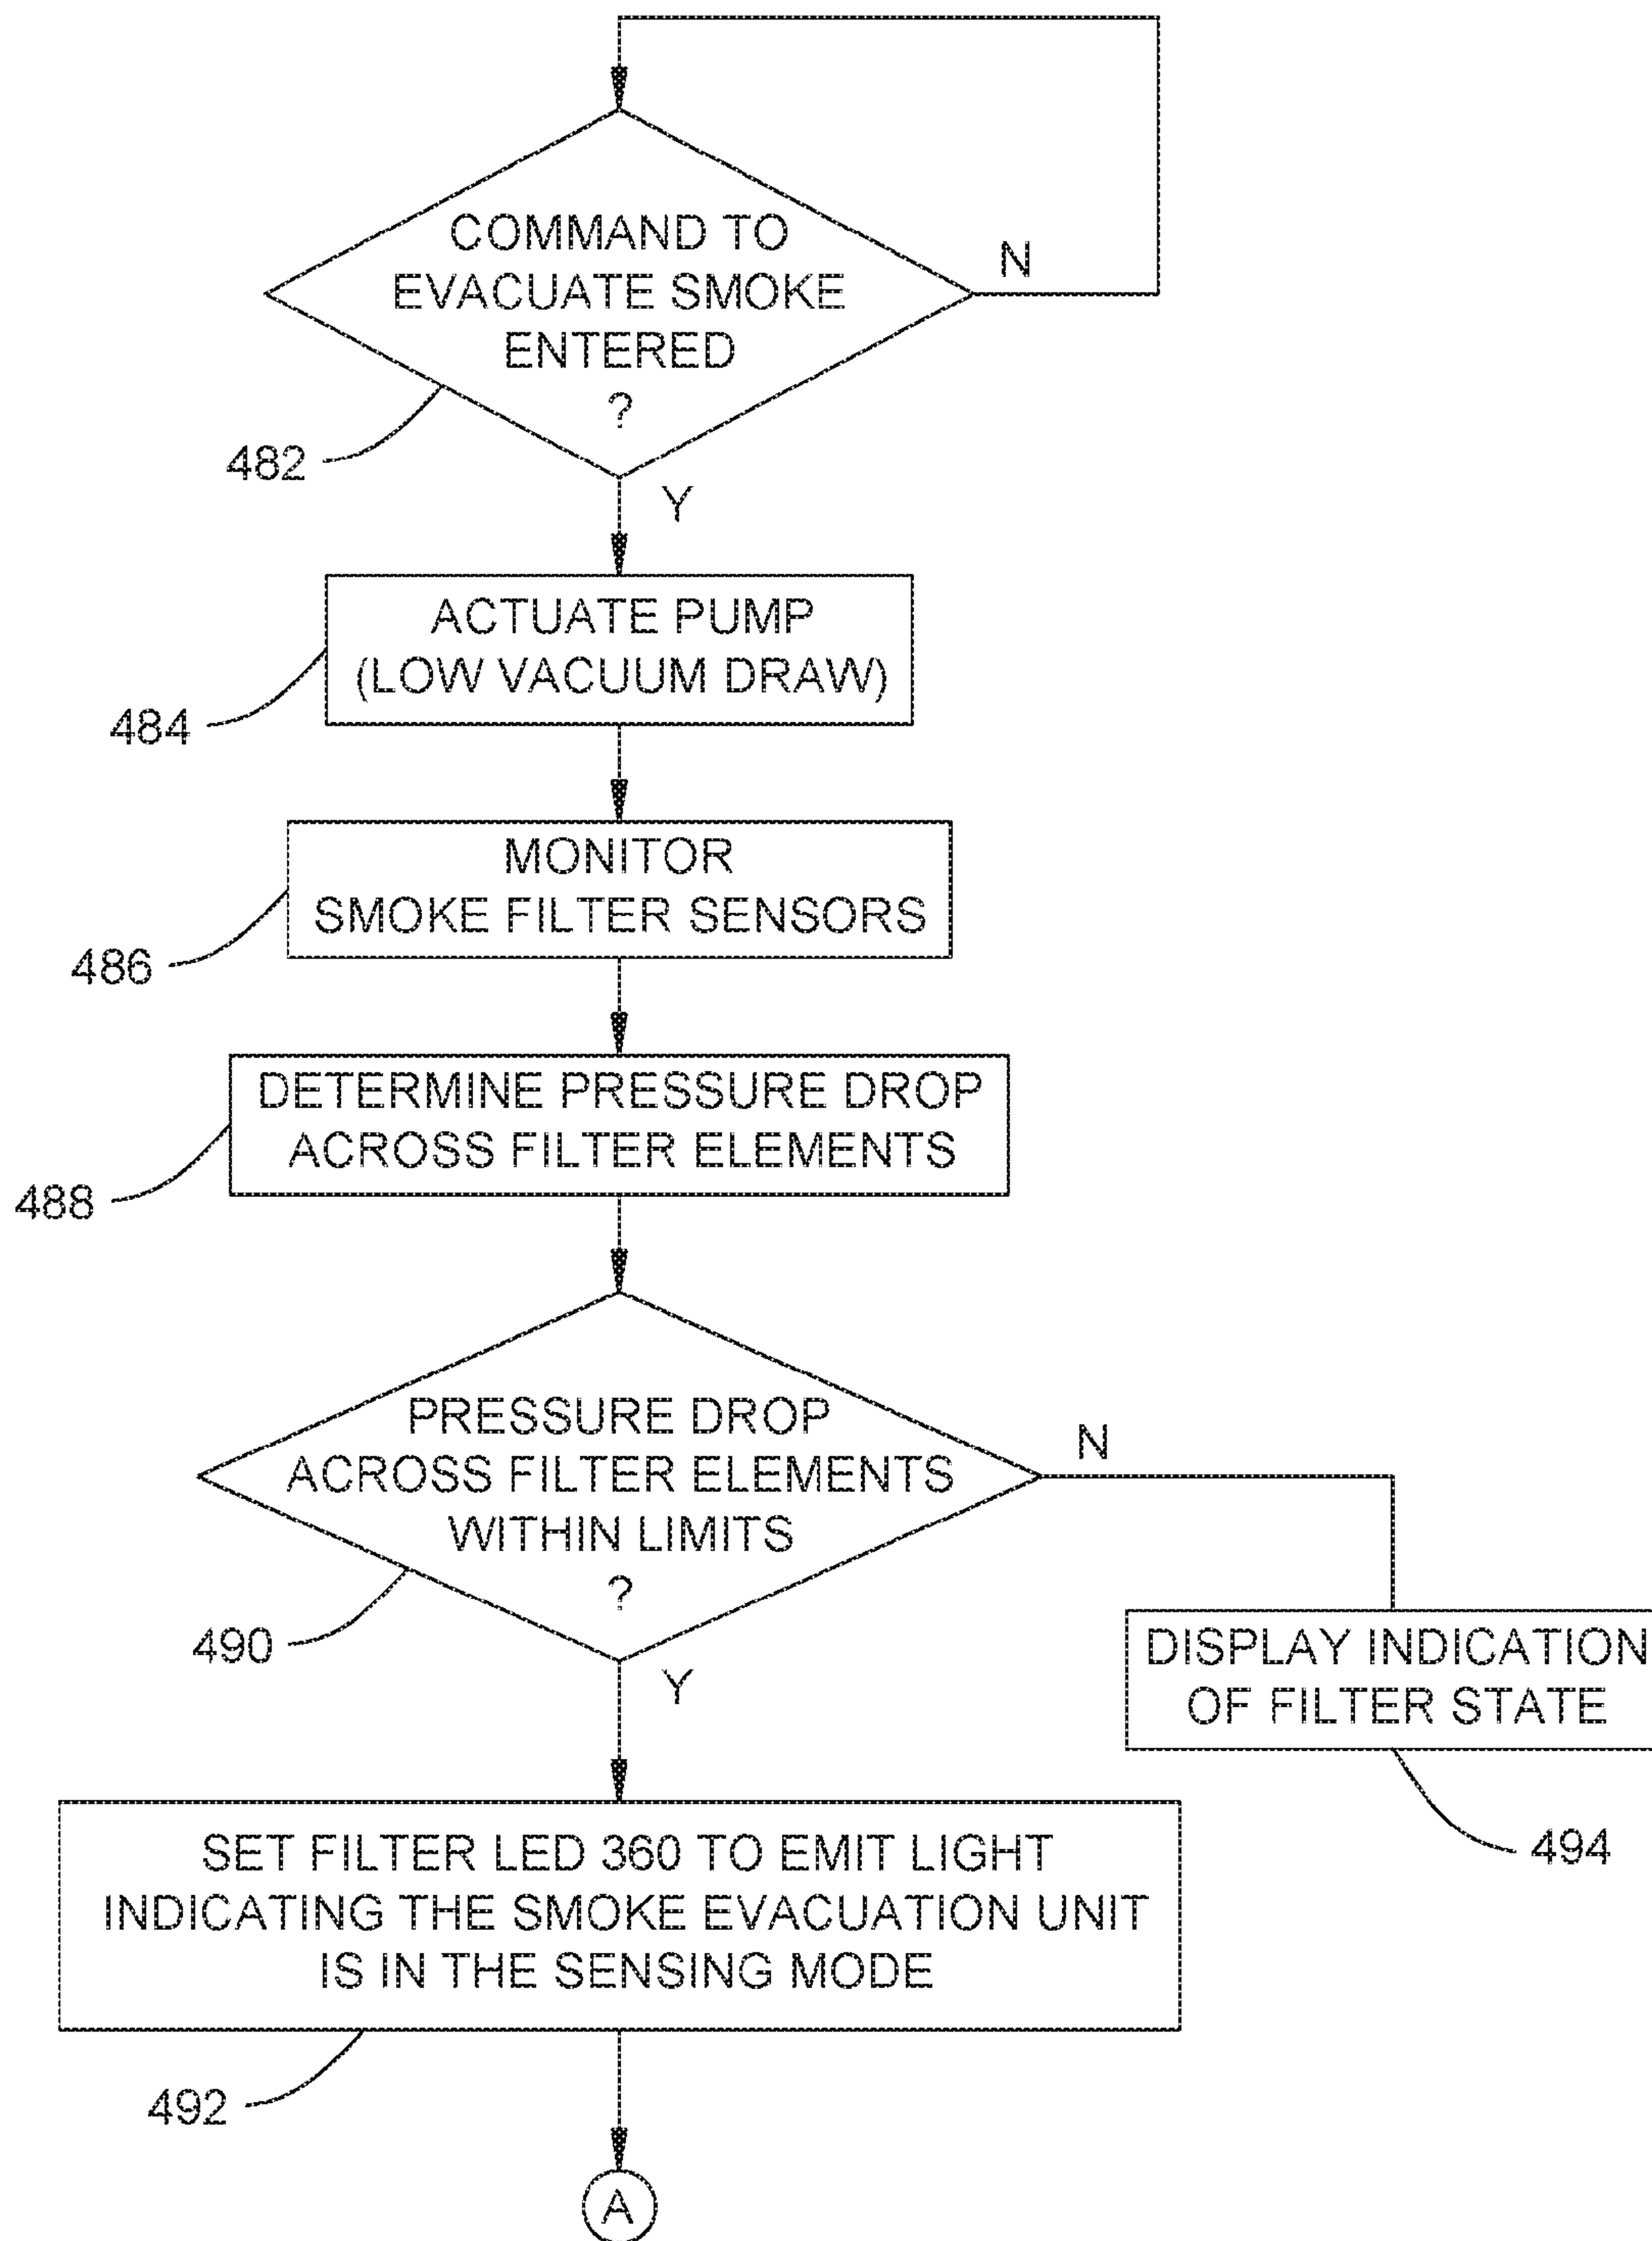 COMMAND TO
EVACUATE SMOKE
ENTERED
?
N
482
Y
ACTUATE PUMP
(LOW VACUUM DRAW)
484
MONITOR
SMOKE FILTER SENSORS
486
DETERMINE PRESSURE DROP
ACROSS FILTER ELEMENTS
488
PRESSURE DROP
ACROSS FILTER ELEMENTS
WITHIN LIMITS
?
N
490
Y
DISPLAY INDICATION
OF FILTER STATE
494
SET FILTER LED 360 TO EMIT LIGHT
INDICATING THE SMOKE EVACUATION UNIT
IS IN THE SENSING MODE
492
A